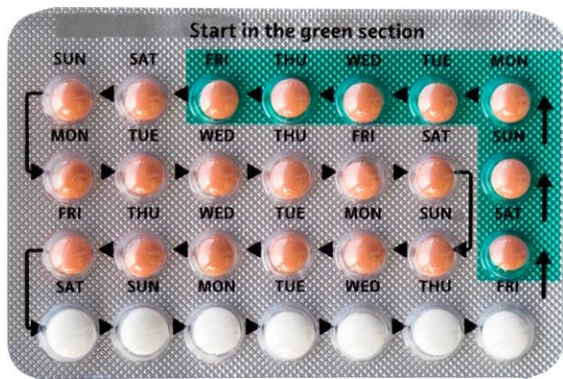 Start in the green section
SUN SAT FRI THU WED TUE MON
MON TUE WED THU FRI SAT SUN
FRI THU WED TUE MON SUN SAT
SAT SUN MON TUE WED THU FRI